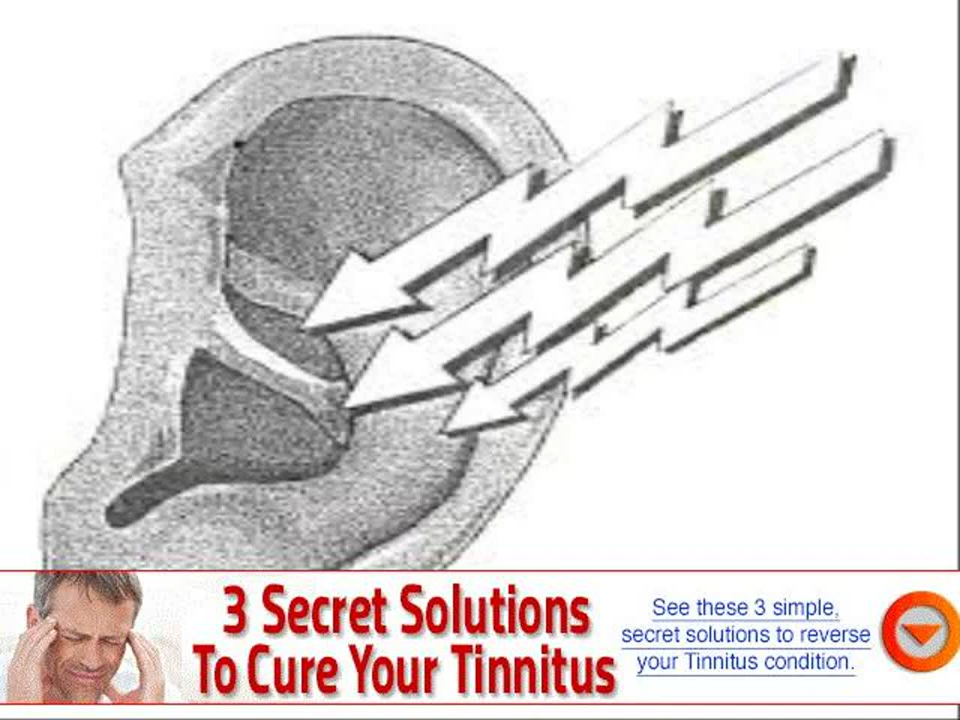 3 Secret Solutions
To Cure Your Tinnitus
See these 3 simple,
secret solutions to reverse
your Tinnitus condition.